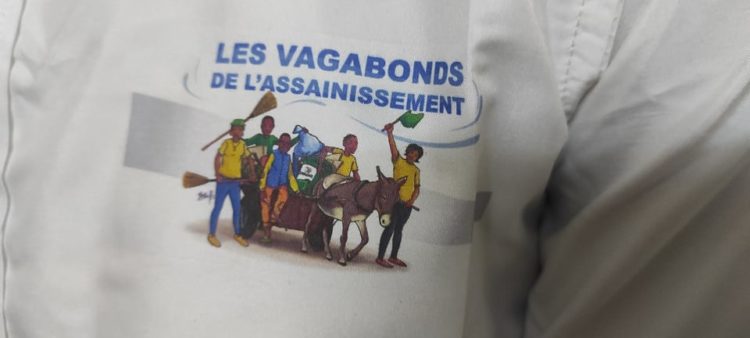 LES VAGABONDS
DE L'ASSAINISSEMENT